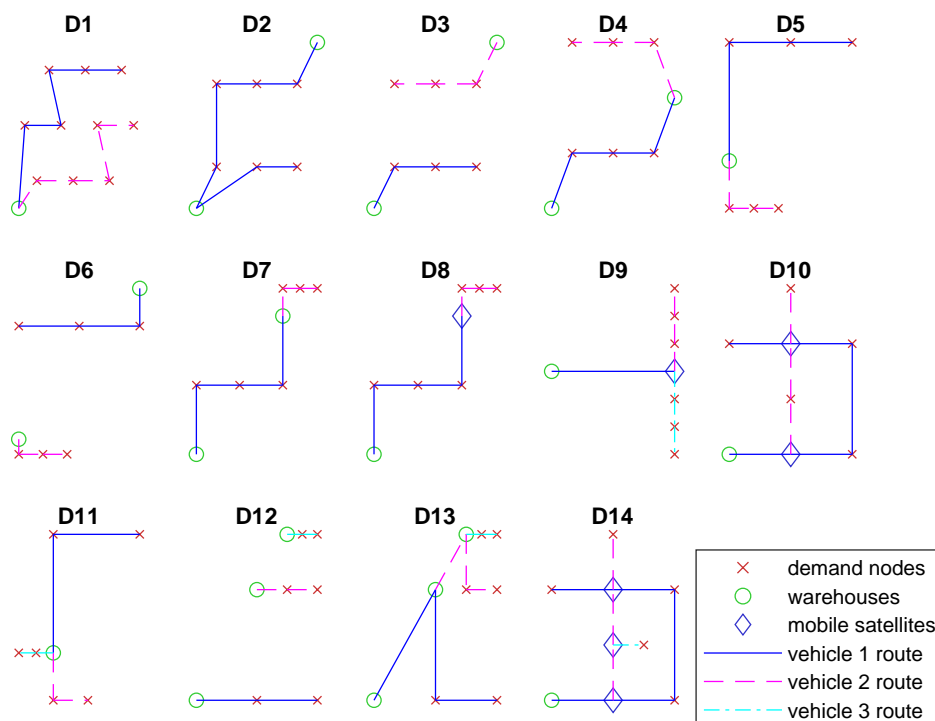 D1 D2 D3 D4 D5
D6 D7 D8 D9 D10
D11 D12 D13 D14
demand nodes
warehouses
mobile satellites
vehicle 1 route
vehicle 2 route
vehicle 3 route